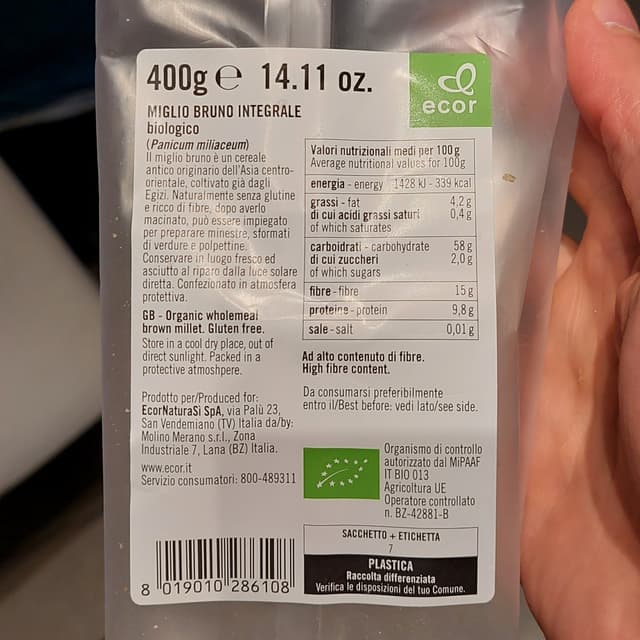 400g ℮ 14.11 oz.
ecor
MIGLIO BRUNO INTEGRALE
biologico
(Panicum miliaceum)
Il miglio bruno è un cereale
antico originario dell'Asia centro-
orientale, coltivato già dagli
Egizi. Naturalmente senza glutine
e ricco di fibre, dopo averlo
macinato, può essere impiegato
per preparare minestre, sformati
di verdure e polpettine.
Conservare in luogo fresco ed
asciutto al riparo dalla luce solare
diretta. Confezionato in atmosfera
protettiva.
GB - Organic wholemeal
brown millet. Gluten free.
Store in a cool dry place, out of
direct sunlight. Packed in a
protective atmoshpere.
Prodotto per/Produced for:
EcorNaturaSì SpA, via Palù 23,
San Vendemiano (TV) Italia da/by:
Molino Merano s.r.l., Zona
Industriale 7, Lana (BZ) Italia.
www.ecor.it
Servizio consumatori: 800-489311
8 019010 286108
Valori nutrizionali medi per 100g
Average nutritional values for 100g
energia - energy 1428 kJ - 339 kcal
grassi - fat 4,2 g
di cui acidi grassi saturi 0,4 g
of which saturates
carboidrati - carbohydrate 58 g
di cui zuccheri 2,0 g
of which sugars
fibre - fibre 15 g
proteine - protein 9,8 g
sale - salt 0,01 g
Ad alto contenuto di fibre.
High fibre content.
Da consumarsi preferibilmente
entro il/Best before: vedi lato/see side.
Organismo di controllo
autorizzato dal MiPAAF
IT BIO 013
Agricoltura UE
Operatore controllato
n. BZ-42881-B
SACCHETTO + ETICHETTA
7
PLASTICA
Raccolta differenziata
Verifica le disposizioni del tuo Comune.